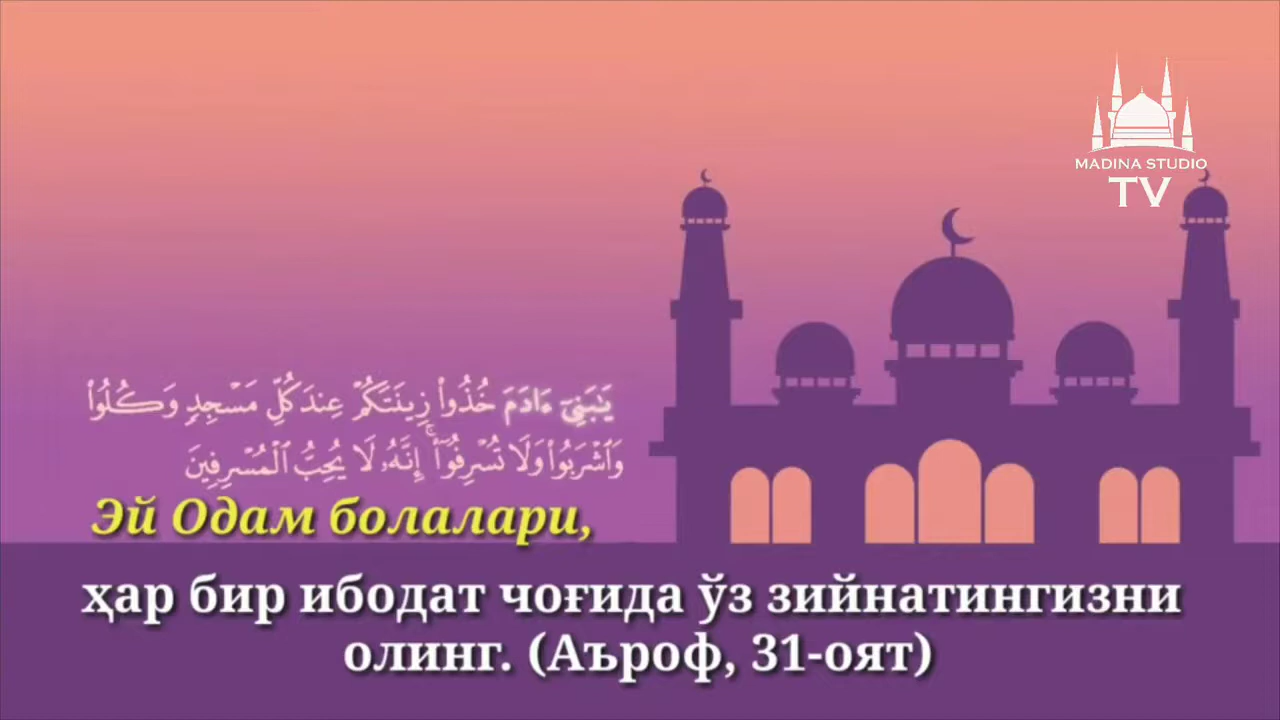 MADINA STUDIO
TV
يَٰبَنِيٓ ءَادَمَ خُذُوا۟ زِينَتَكُمْ عِندَ كُلِّ مَسْجِدٍ وَكُلُوا۟
وَٱشْرَبُوا۟ وَلَا تُسْرِفُوٓا۟ ۚ إِنَّهُۥ لَا يُحِبُّ ٱلْمُسْرِفِينَ
Эй Одам болалари,
ҳар бир ибодат чоғида ўз зийнатингизни
олинг. (Аъроф, 31-оят)